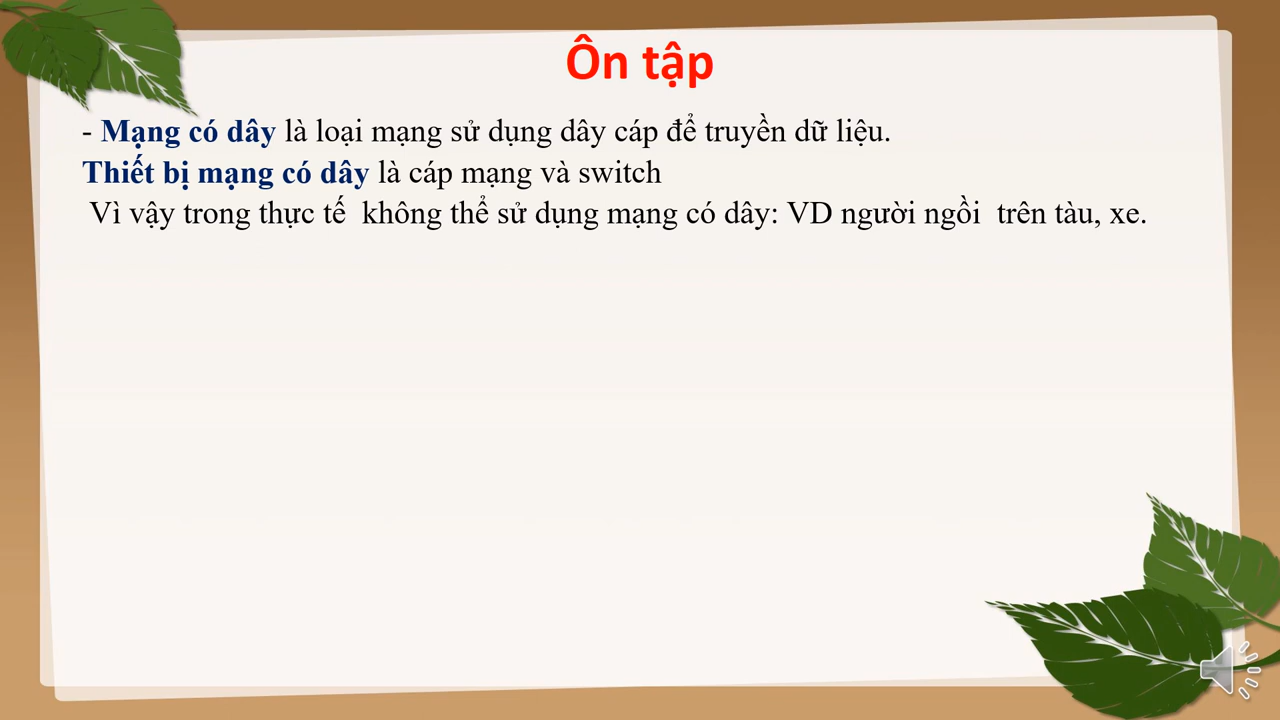 Ôn tập
- Mạng có dây là loại mạng sử dụng dây cáp để truyền dữ liệu.
Thiết bị mạng có dây là cáp mạng và switch
Vì vậy trong thực tế không thể sử dụng mạng có dây: VD người ngồi trên tàu, xe.